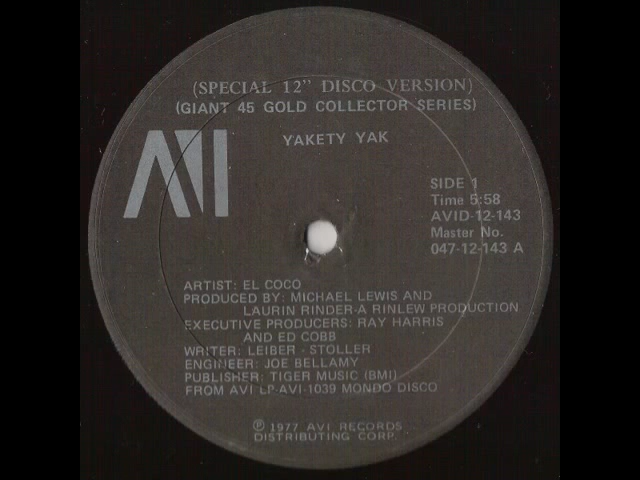 (SPECIAL 12" DISCO VERSION)
(GIANT 45 GOLD COLLECTOR SERIES)
YAKETY YAK
AVI
SIDE 1
Time 5:58
AVID-12-143
Master No.
047-12-143 A
ARTIST: EL COCO
PRODUCED BY: MICHAEL LEWIS AND
LAURIN RINDER-A RINLEW PRODUCTION
EXECUTIVE PRODUCERS: RAY HARRIS
AND ED COBB
WRITER: LEIBER - STOLLER
ENGINEER: JOE BELLAMY
PUBLISHER: TIGER MUSIC (BMI)
FROM AVI LP-AVI-1039 MONDO DISCO
℗ 1977 AVI RECORDS
DISTRIBUTING CORP.